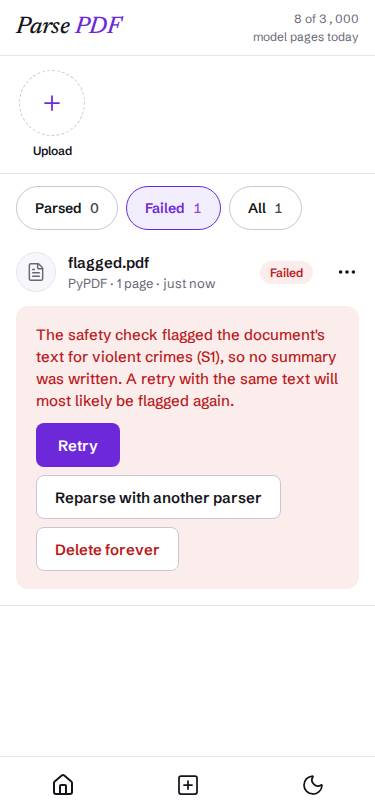 Parse PDF
8 of 3,000
model pages today
Upload
Parsed 0
Failed 1
All 1
flagged.pdf
PyPDF · 1 page · just now
Failed
The safety check flagged the document's
text for violent crimes (S1), so no summary
was written. A retry with the same text will
most likely be flagged again.
Retry
Reparse with another parser
Delete forever